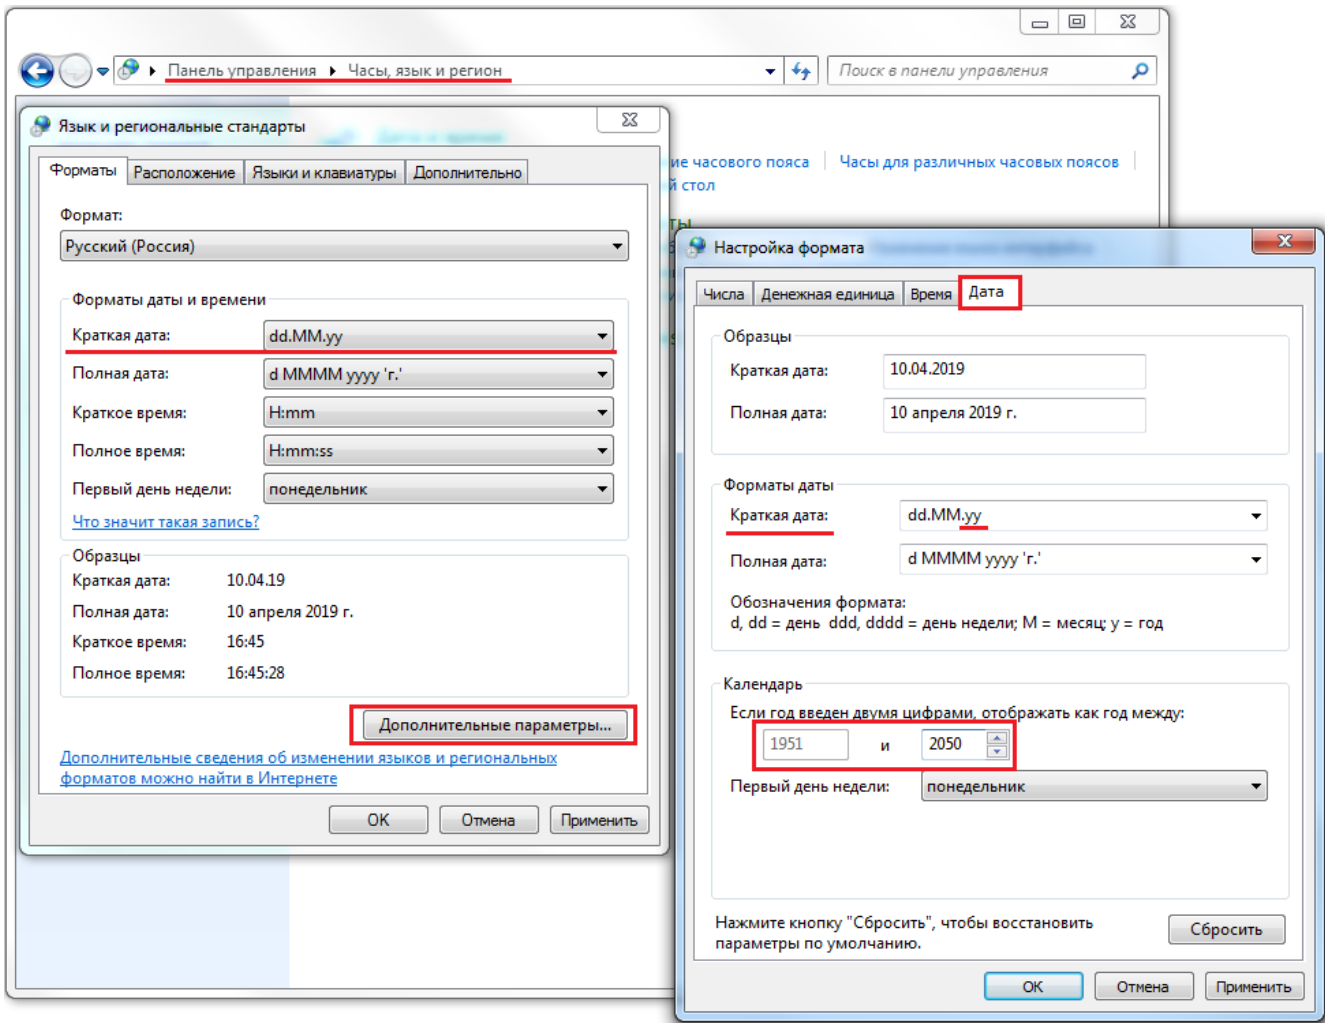 Панель управления ▸ Часы, язык и регион
Поиск в панели управления
Язык и региональные стандарты
Дата и время
ие часового пояса
Часы для различных часовых поясов
й стол
ты
Форматы
Расположение
Языки и клавиатуры
Дополнительно
Формат:
Русский (Россия)
Форматы даты и времени
Краткая дата:
dd.MM.yy
Полная дата:
d MMMM yyyy 'г.'
Краткое время:
H:mm
Полное время:
H:mm:ss
Первый день недели:
понедельник
Что значит такая запись?
Образцы
Краткая дата:
10.04.19
Полная дата:
10 апреля 2019 г.
Краткое время:
16:45
Полное время:
16:45:28
Дополнительные параметры...
Дополнительные сведения об изменении языков и региональных
форматов можно найти в Интернете
OK
Отмена
Применить
Настройка формата
Числа
Денежная единица
Время
Дата
Образцы
Краткая дата:
10.04.2019
Полная дата:
10 апреля 2019 г.
Форматы даты
Краткая дата:
dd.MM.yy
Полная дата:
d MMMM yyyy 'г.'
Обозначения формата:
d, dd = день ddd, dddd = день недели; M = месяц; y = год
Календарь
Если год введен двумя цифрами, отображать как год между:
1951
и
2050
Первый день недели:
понедельник
Нажмите кнопку "Сбросить", чтобы восстановить
параметры по умолчанию.
Сбросить
OK
Отмена
Применить